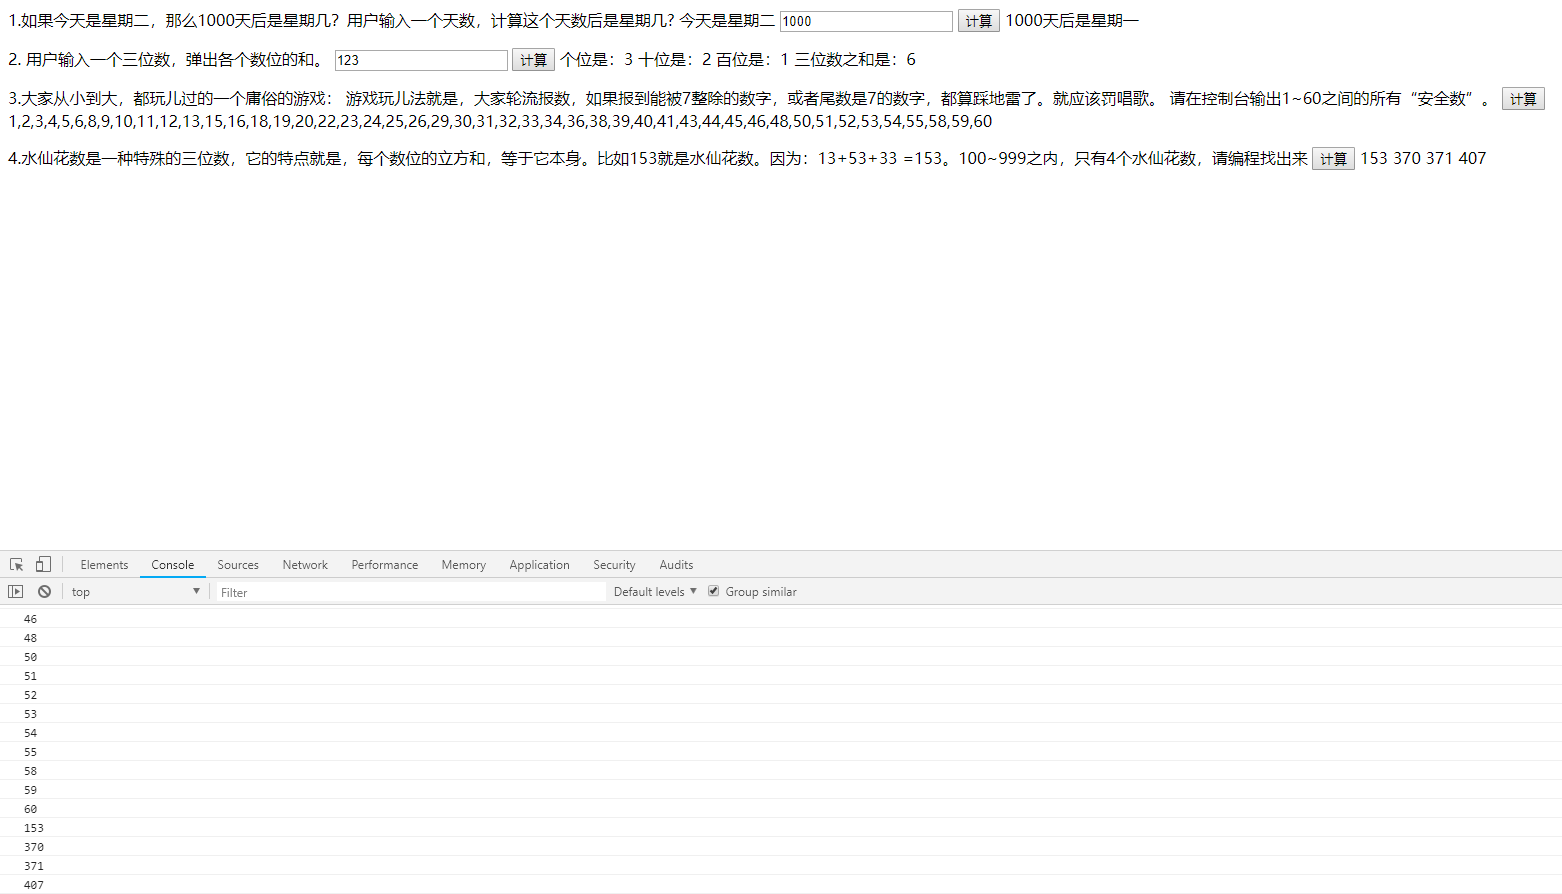 1.如果今天是星期二，那么1000天后是星期几？用户输入一个天数，计算这个天数后是星期几? 今天是星期二 1000 计算 1000天后是星期一
2. 用户输入一个三位数，弹出各个数位的和。 123 计算 个位是：3 十位是：2 百位是：1 三位数之和是：6
3.大家从小到大，都玩儿过的一个庸俗的游戏： 游戏玩儿法就是，大家轮流报数，如果报到能被7整除的数字，或者尾数是7的数字，都算踩地雷了。就应该罚唱歌。 请在控制台输出1~60之间的所有“安全数”。 计算
1,2,3,4,5,6,8,9,10,11,12,13,15,16,18,19,20,22,23,24,25,26,29,30,31,32,33,34,36,38,39,40,41,43,44,45,46,48,50,51,52,53,54,55,58,59,60
4.水仙花数是一种特殊的三位数，它的特点就是，每个数位的立方和，等于它本身。比如153就是水仙花数。因为：13+53+33 =153。100~999之内，只有4个水仙花数，请编程找出来 计算 153 370 371 407
Elements Console Sources Network Performance Memory Application Security Audits
top Filter Default levels Group similar
46
48
50
51
52
53
54
55
58
59
60
153
370
371
407